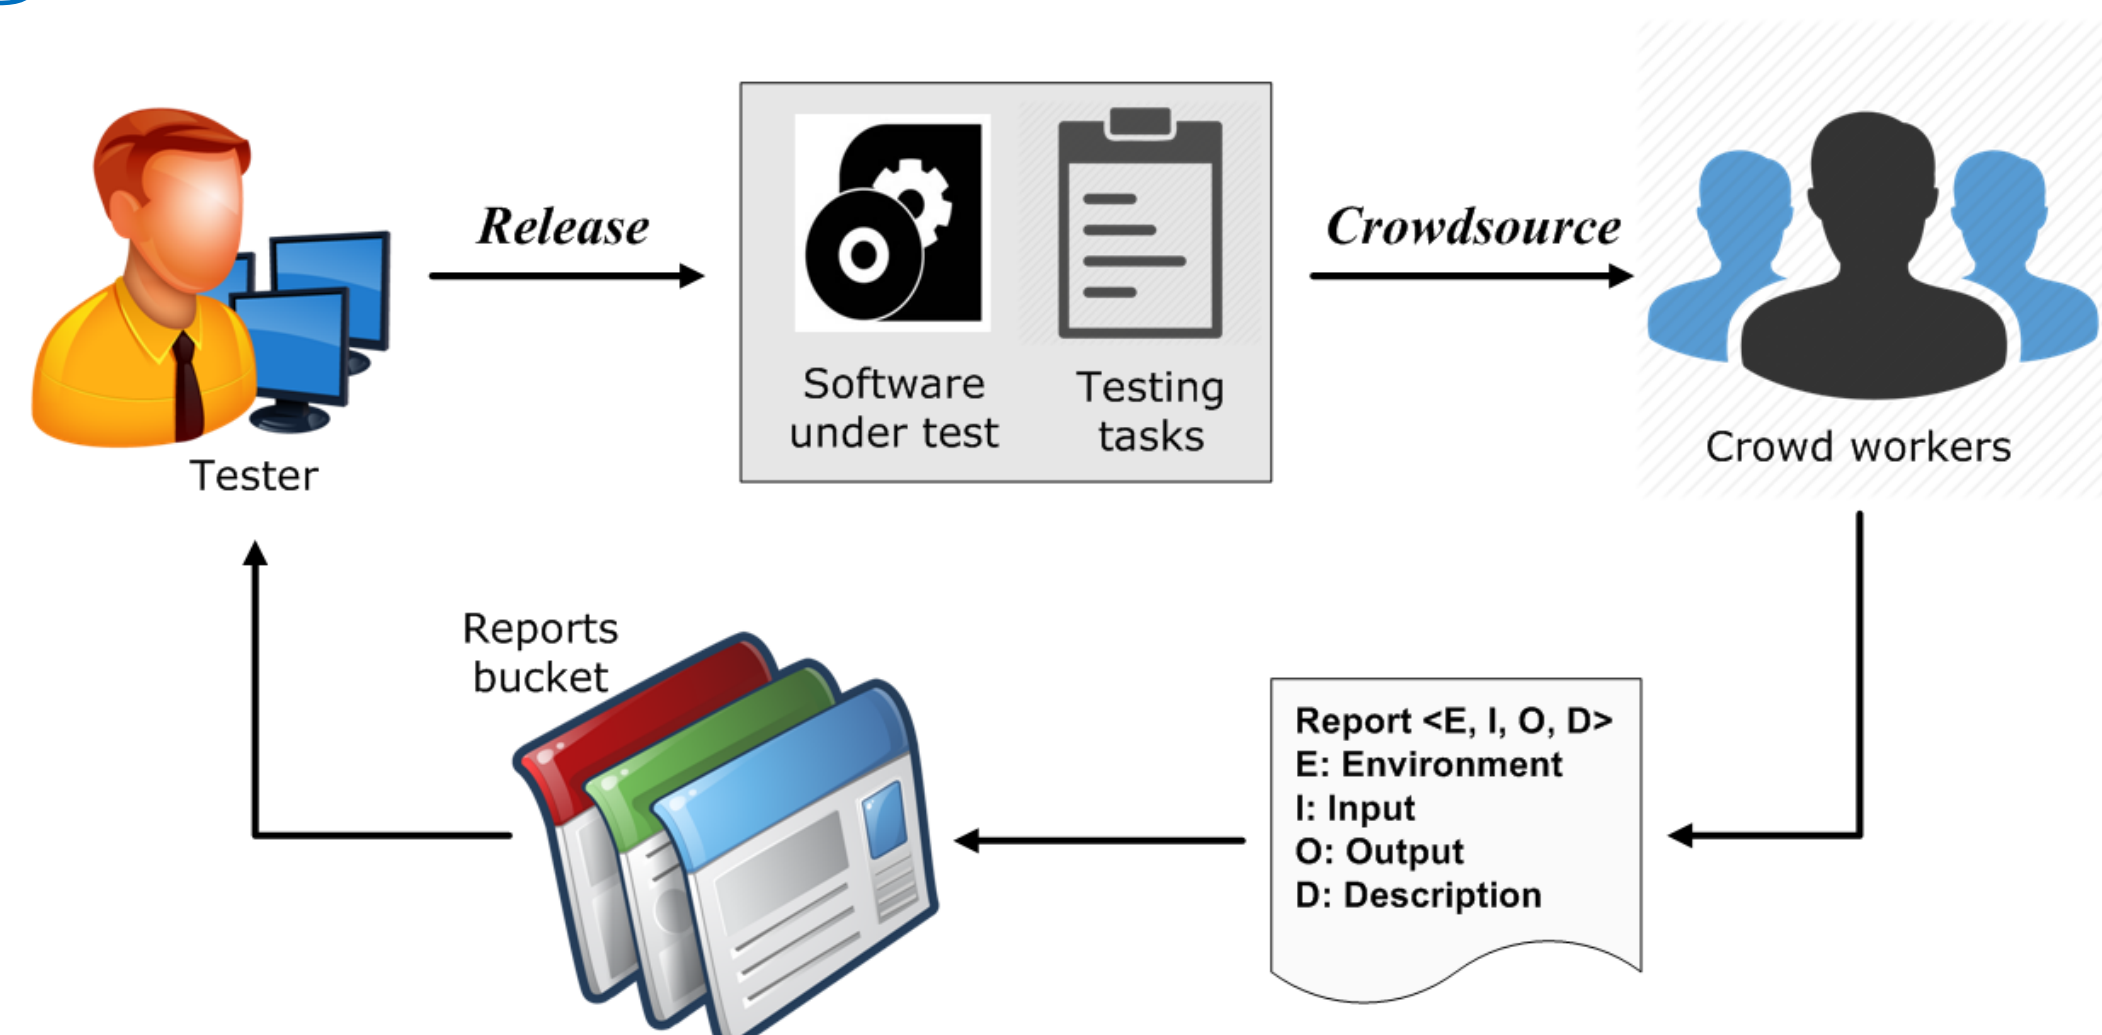 Release
Crowdsource
Software
under test
Testing
tasks
Crowd workers
Tester
Reports
bucket
Report <E, I, O, D>
E: Environment
I: Input
O: Output
D: Description